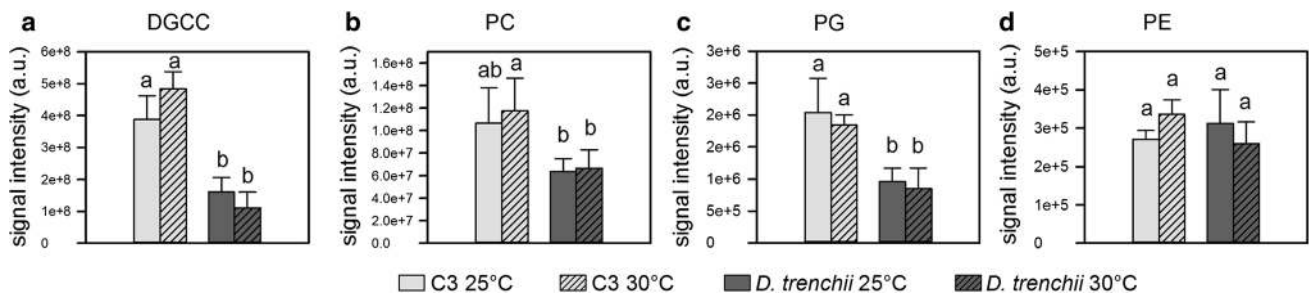 a DGCC
signal intensity (a.u.)
6e+8
5e+8
4e+8
3e+8
2e+8
1e+8
0
a
a
b
b
b PC
signal intensity (a.u.)
1.6e+8
1.4e+8
1.2e+8
1.0e+8
8.0e+7
6.0e+7
4.0e+7
2.0e+7
0.0
ab
a
b
b
c PG
signal intensity (a.u.)
3e+6
3e+6
2e+6
2e+6
1e+6
5e+5
0
a
a
b
b
d PE
signal intensity (a.u.)
5e+5
4e+5
3e+5
2e+5
1e+5
0
a
a
a
a
C3 25°C C3 30°C D. trenchii 25°C D. trenchii 30°C